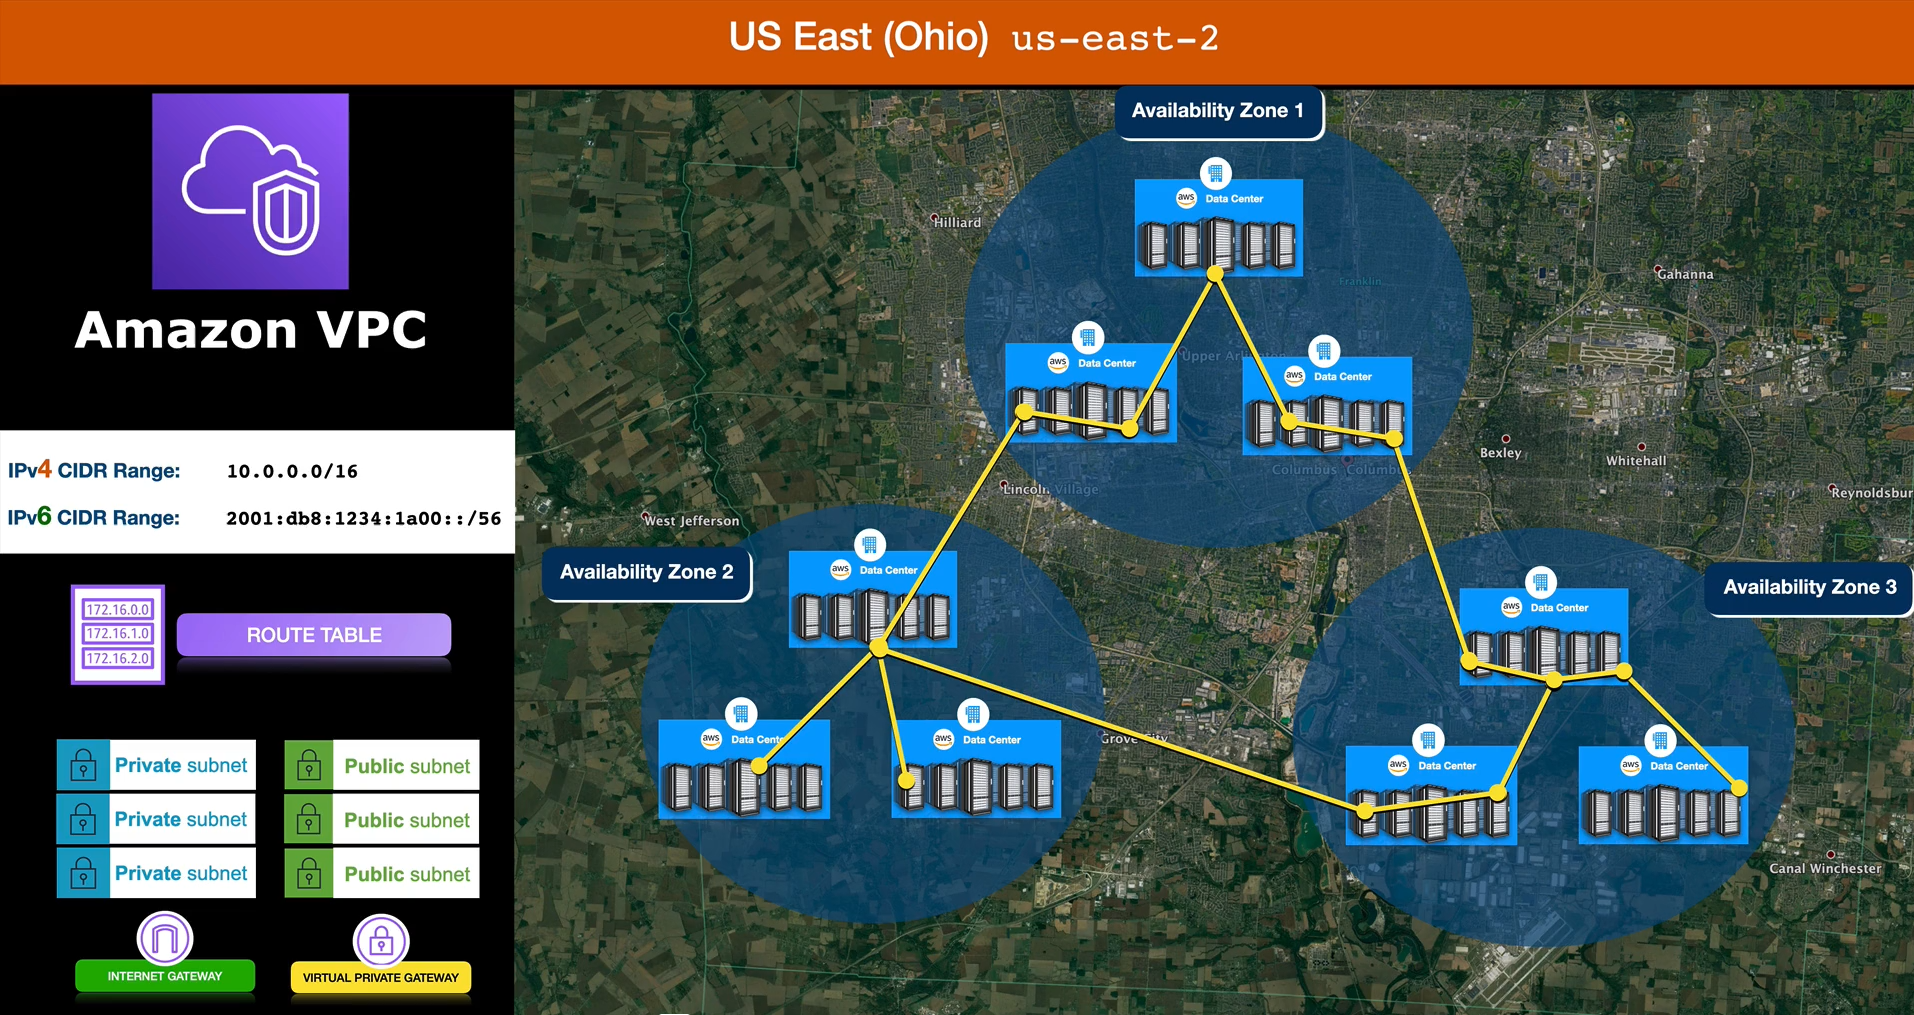 US East (Ohio) us-east-2
Amazon VPC
IPv4 CIDR Range: 10.0.0.0/16
IPv6 CIDR Range: 2001:db8:1234:1a00::/56
172.16.0.0
172.16.1.0
172.16.2.0
ROUTE TABLE
Private subnet
Public subnet
Private subnet
Public subnet
Private subnet
Public subnet
INTERNET GATEWAY
VIRTUAL PRIVATE GATEWAY
Availability Zone 1
aws Data Center
Hilliard
Gahanna
Franklin
Upper Arlington
aws Data Center
aws Data Center
Columbus Columbus
Bexley
Whitehall
Reynoldsbur
Lincoln Village
West Jefferson
Availability Zone 2
aws Data Center
Availability Zone 3
aws Data Center
aws Data Center
aws Data Center
Grove City
aws Data Center
aws Data Center
Canal Winchester